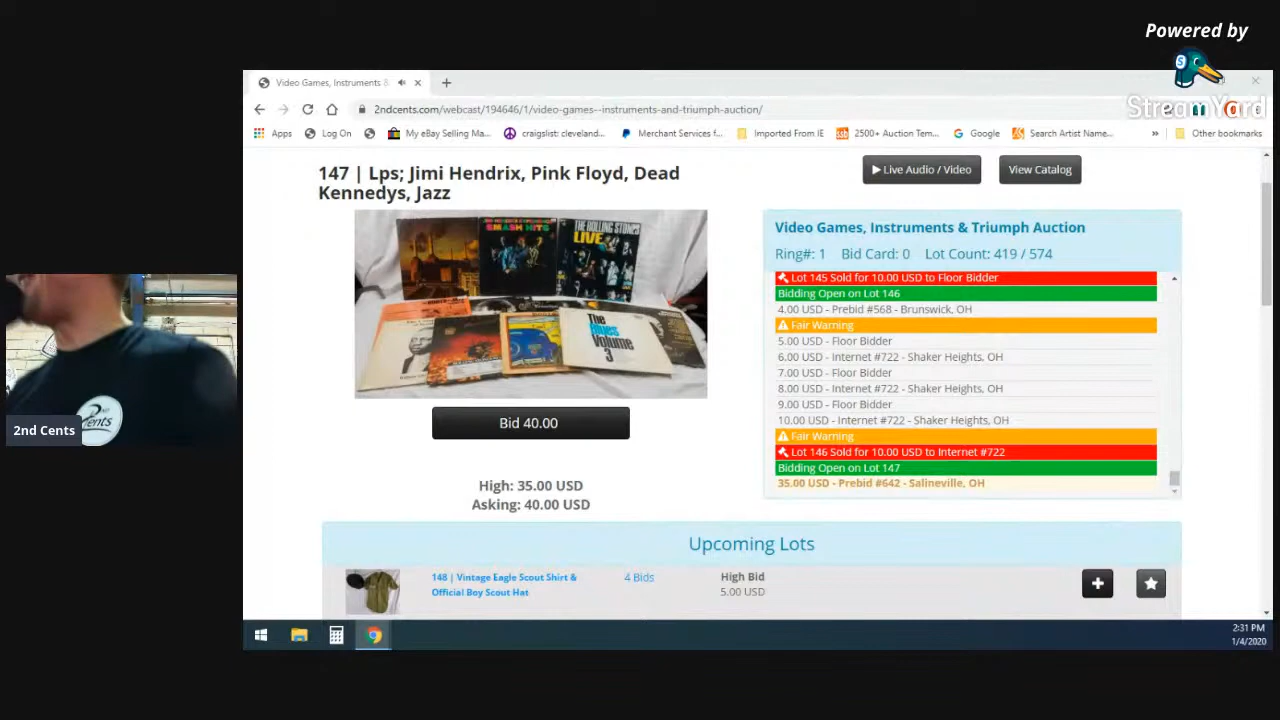 Powered by
StreamYard
Video Games, Instruments &
2ndcents.com/webcast/194646/1/video-games--instruments-and-triumph-auction/
Apps
Log On
My eBay Selling Ma...
craigslist: cleveland...
Merchant Services f...
Imported From IE
2500+ Auction Tem...
Google
Search Artist Name...
»
Other bookmarks
147 | Lps; Jimi Hendrix, Pink Floyd, Dead
Kennedys, Jazz
Live Audio / Video
View Catalog
SMASH HITS
THE ROLLING STONES
LIVE
The
Blues
Volume
3
Bid 40.00
High: 35.00 USD
Asking: 40.00 USD
Video Games, Instruments & Triumph Auction
Ring#: 1 Bid Card: 0 Lot Count: 419 / 574
Lot 145 Sold for 10.00 USD to Floor Bidder
Bidding Open on Lot 146
4.00 USD - Prebid #568 - Brunswick, OH
Fair Warning
5.00 USD - Floor Bidder
6.00 USD - Internet #722 - Shaker Heights, OH
7.00 USD - Floor Bidder
8.00 USD - Internet #722 - Shaker Heights, OH
9.00 USD - Floor Bidder
10.00 USD - Internet #722 - Shaker Heights, OH
Fair Warning
Lot 146 Sold for 10.00 USD to Internet #722
Bidding Open on Lot 147
35.00 USD - Prebid #642 - Salineville, OH
Upcoming Lots
148 | Vintage Eagle Scout Shirt &
Official Boy Scout Hat
4 Bids
High Bid
5.00 USD
2nd Cents
2:31 PM
1/4/2020